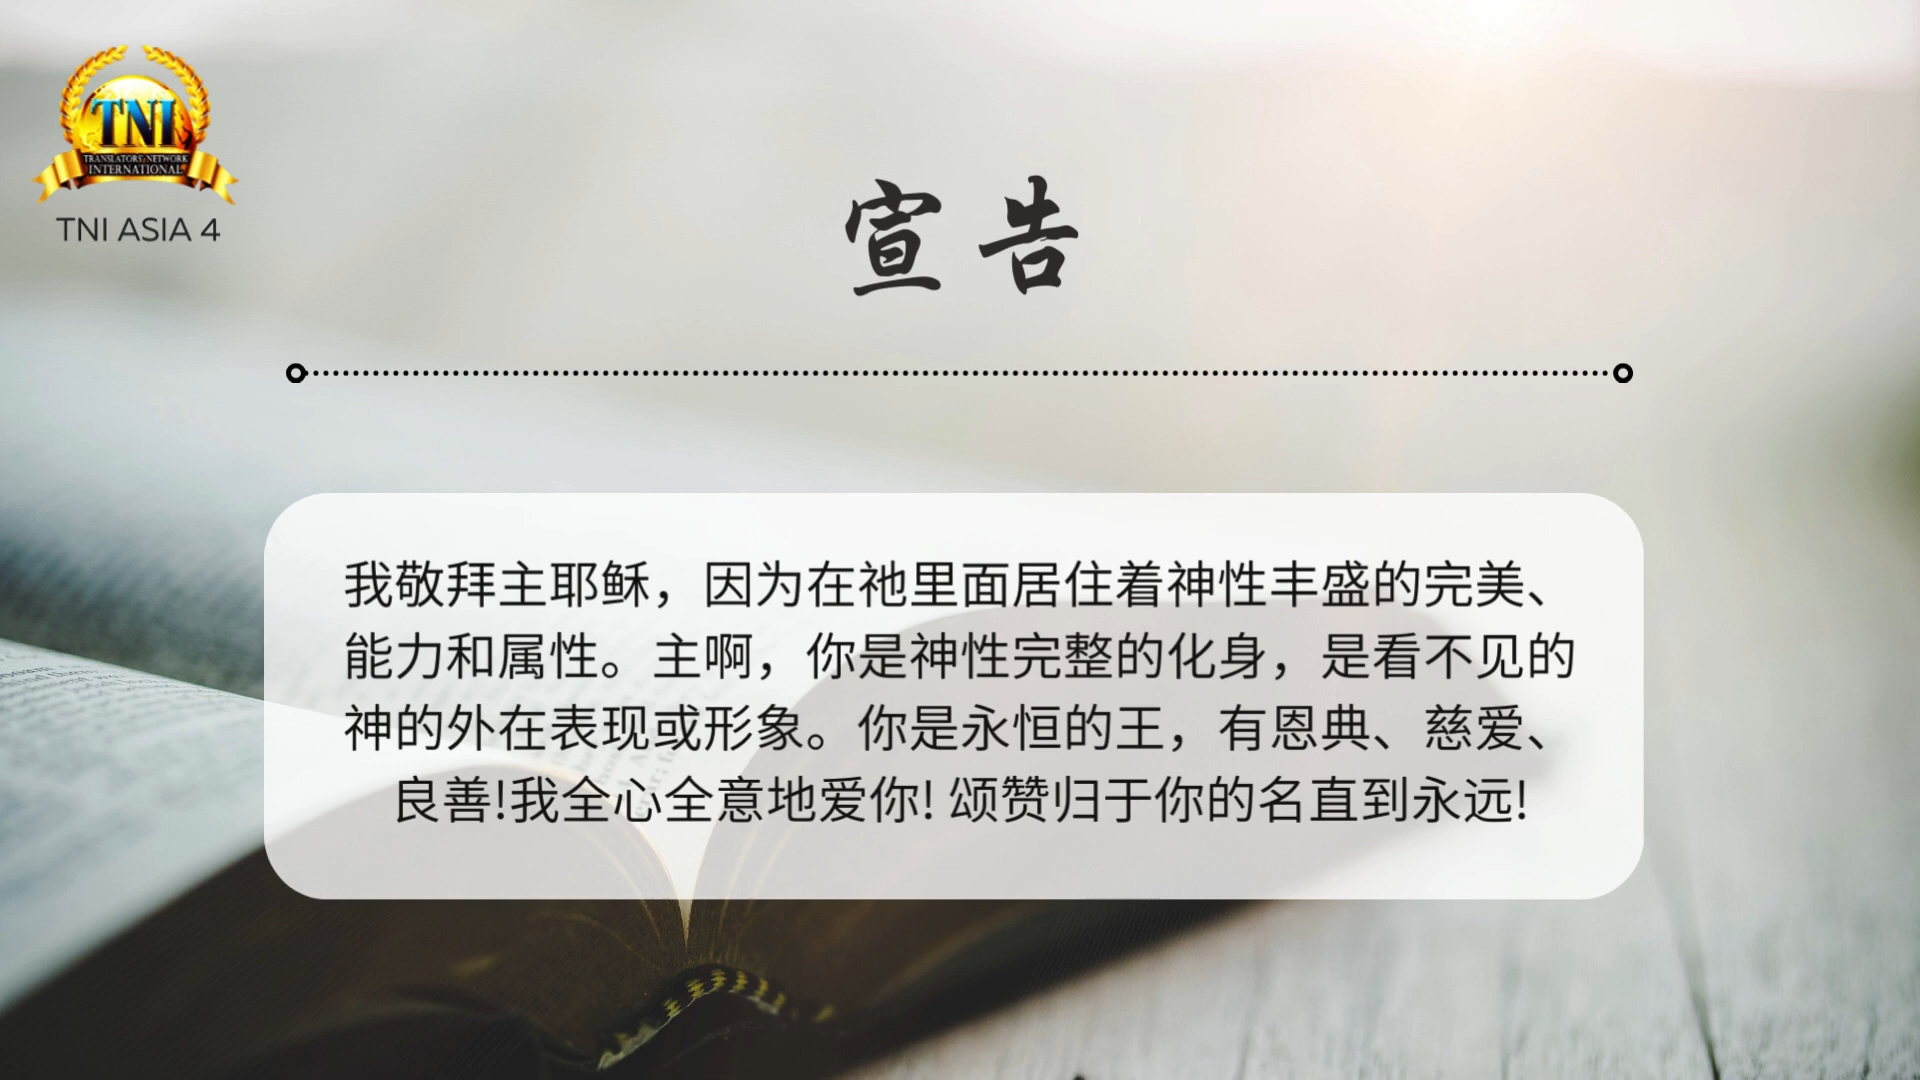 TNI
TRANSLATORS NETWORK
INTERNATIONAL
TNI ASIA 4
宣告
我敬拜主耶稣，因为在祂里面居住着神性丰盛的完美、
能力和属性。主啊，你是神性完整的化身，是看不见的
神的外在表现或形象。你是永恒的王，有恩典、慈爱、
良善!我全心全意地爱你! 颂赞归于你的名直到永远!